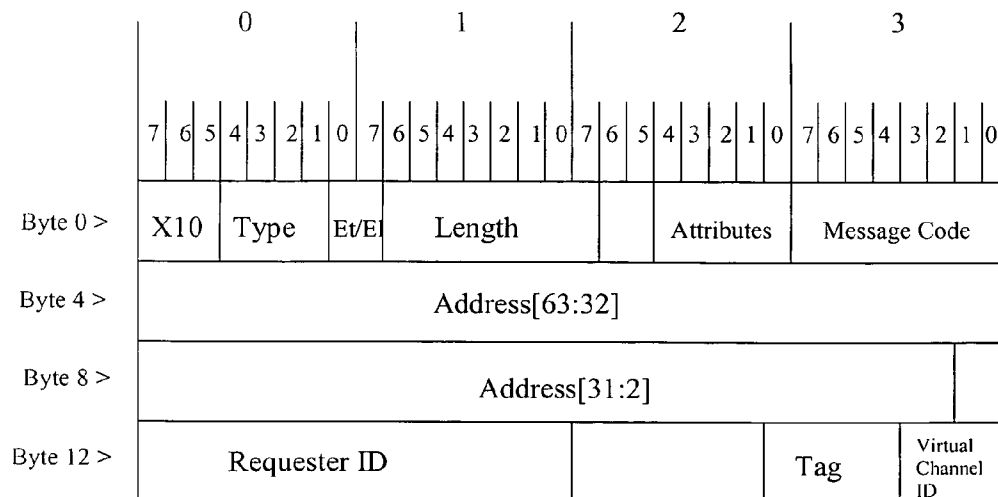 0 1 2 3
7 6 5 4 3 2 1 0 7 6 5 4 3 2 1 0 7 6 5 4 3 2 1 0 7 6 5 4 3 2 1 0
Byte 0 > X10 Type Et/El Length Attributes Message Code
Byte 4 > Address[63:32]
Byte 8 > Address[31:2]
Byte 12 > Requester ID Tag Virtual
Channel
ID